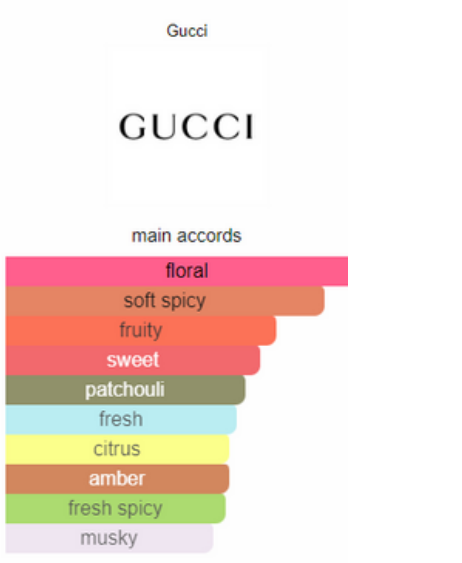 Gucci
GUCCI
main accords
floral
soft spicy
fruity
sweet
patchouli
fresh
citrus
amber
fresh spicy
musky